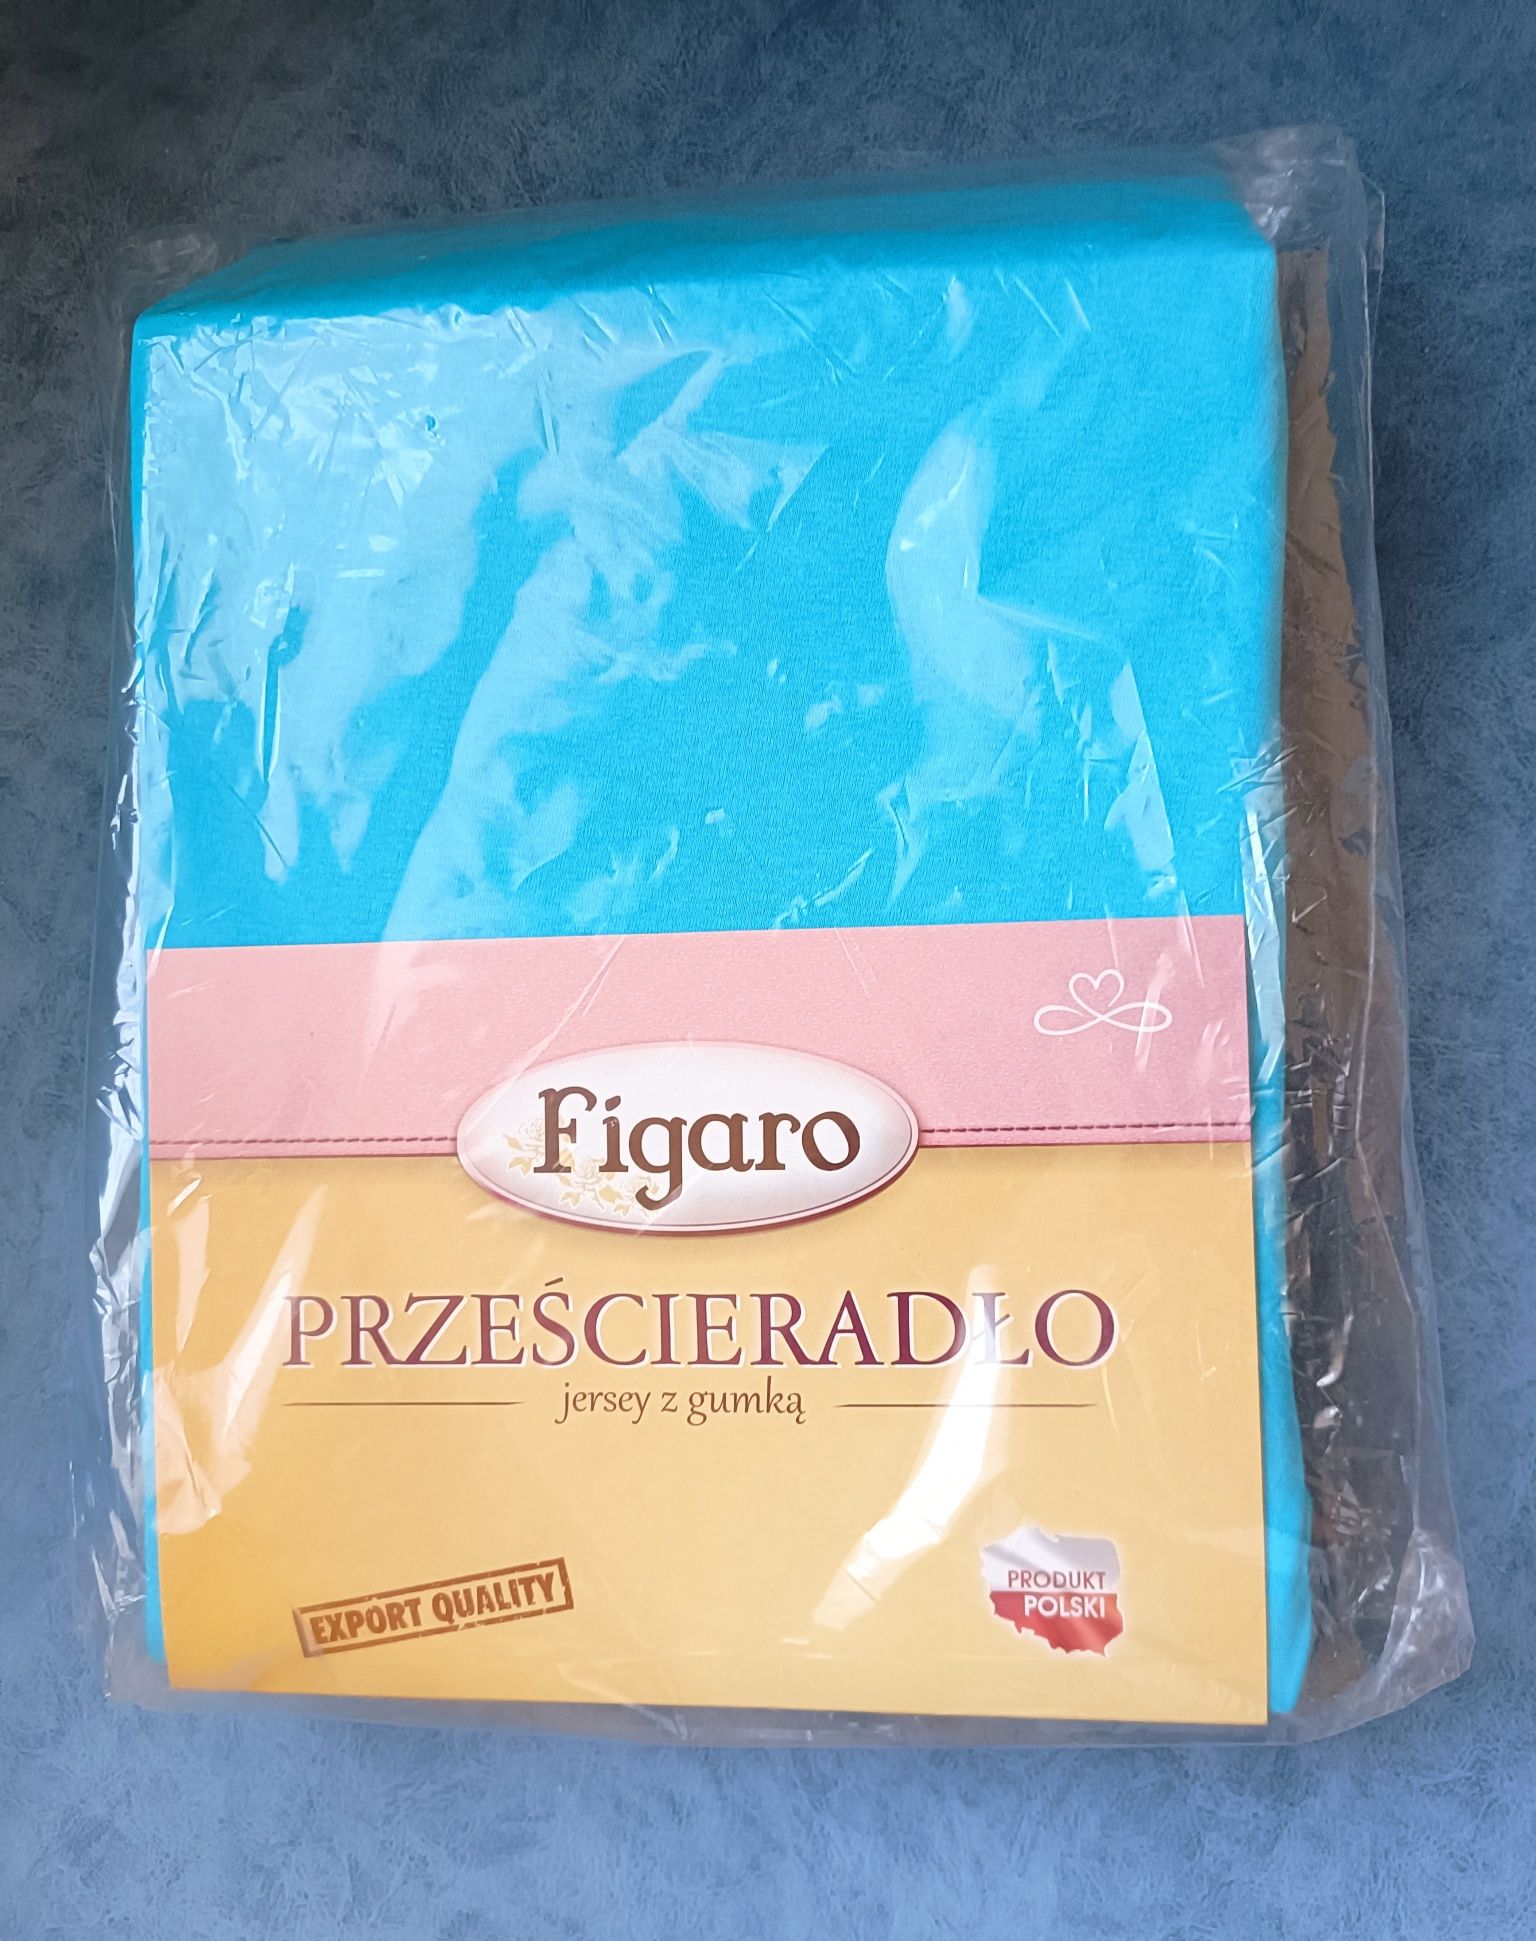 Figaro
PRZEŚCIERADŁO
jersey z gumką
EXPORT QUALITY
PRODUKT
POLSKI